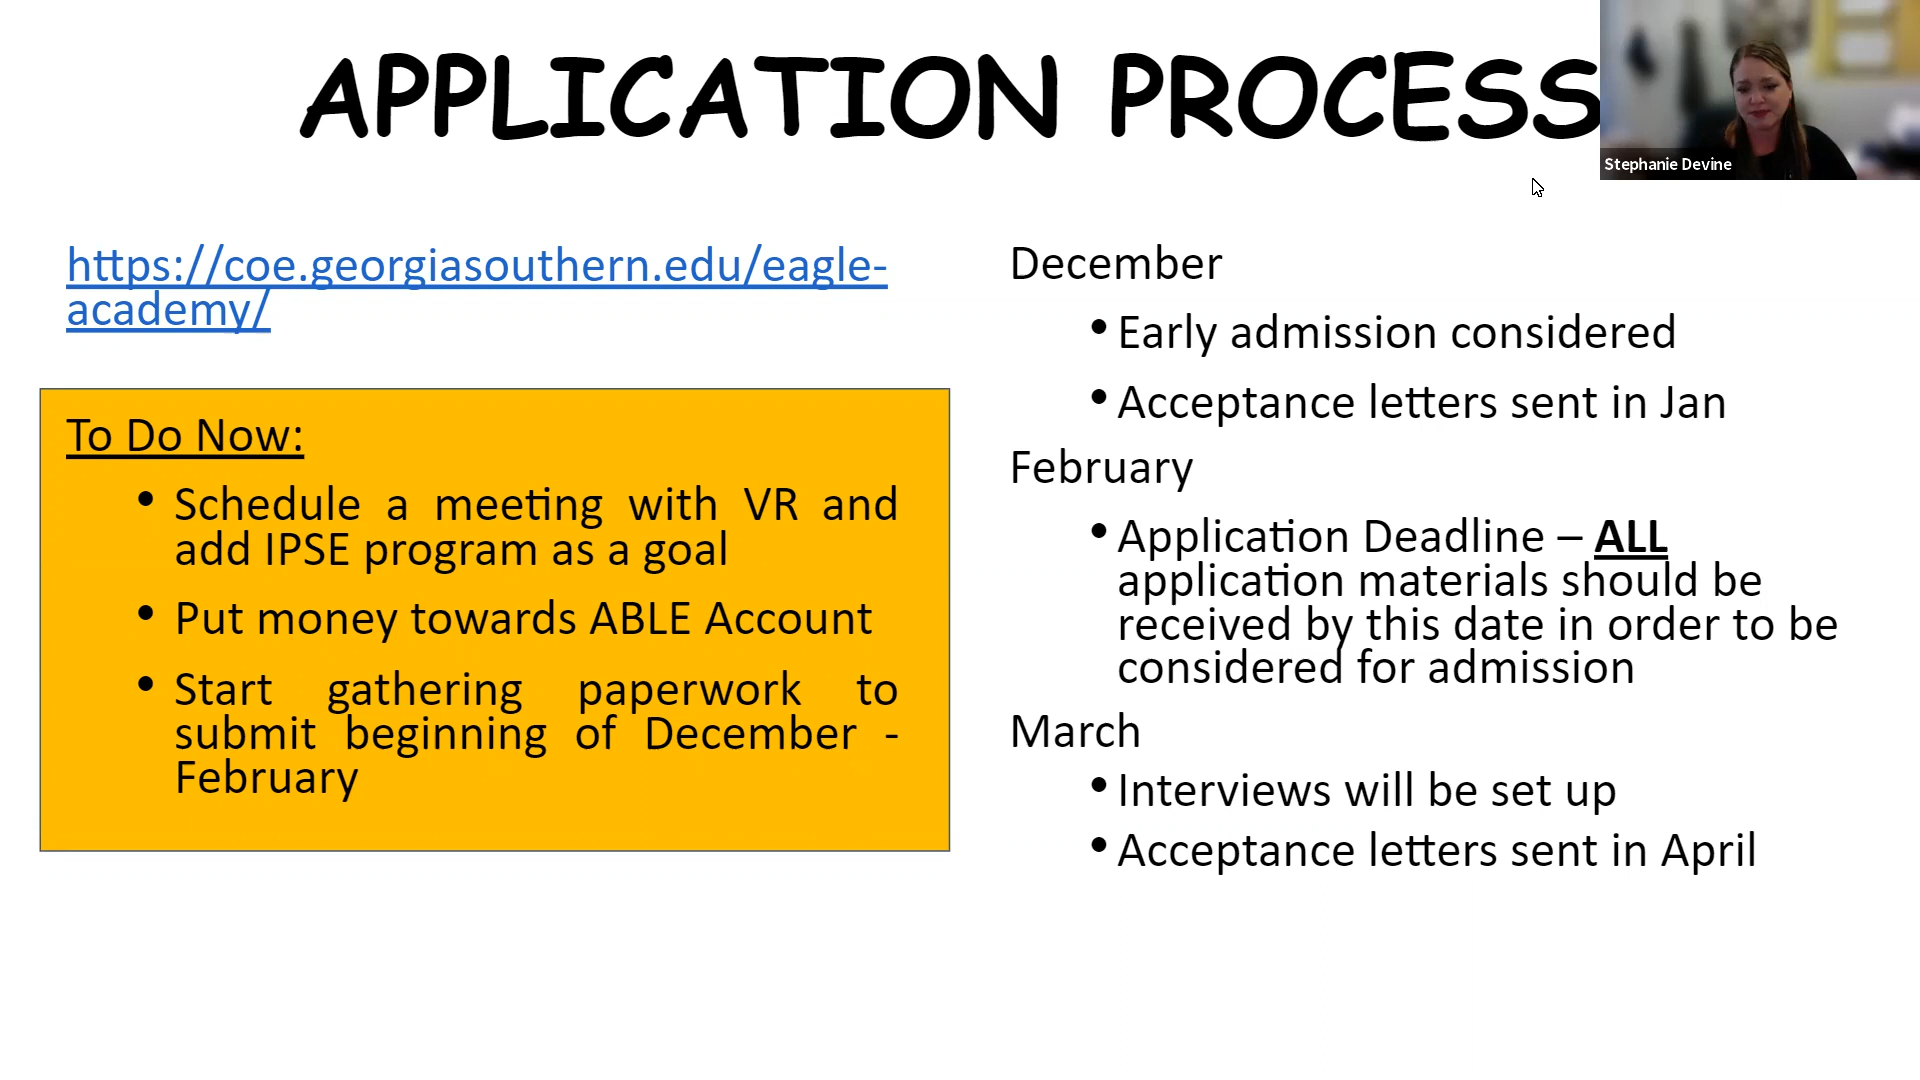 APPLICATION PROCESS
Stephanie Devine
https://coe.georgiasouthern.edu/eagle-
academy/
To Do Now:
• Schedule a meeting with VR and
add IPSE program as a goal
• Put money towards ABLE Account
• Start gathering paperwork to
submit beginning of December -
February
December
• Early admission considered
• Acceptance letters sent in Jan
February
• Application Deadline – ALL
application materials should be
received by this date in order to be
considered for admission
March
• Interviews will be set up
• Acceptance letters sent in April